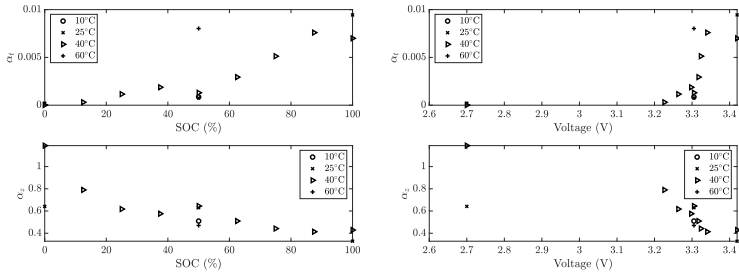 0.01
0.005
0
α_t
10°C
25°C
40°C
60°C
0 20 40 60 80 100
SOC (%)
0.01
0.005
0
α_t
10°C
25°C
40°C
60°C
2.6 2.7 2.8 2.9 3 3.1 3.2 3.3 3.4
Voltage (V)
1
0.8
0.6
0.4
α_z
10°C
25°C
40°C
60°C
0 20 40 60 80 100
SOC (%)
1
0.8
0.6
0.4
α_z
10°C
25°C
40°C
60°C
2.6 2.7 2.8 2.9 3 3.1 3.2 3.3 3.4
Voltage (V)